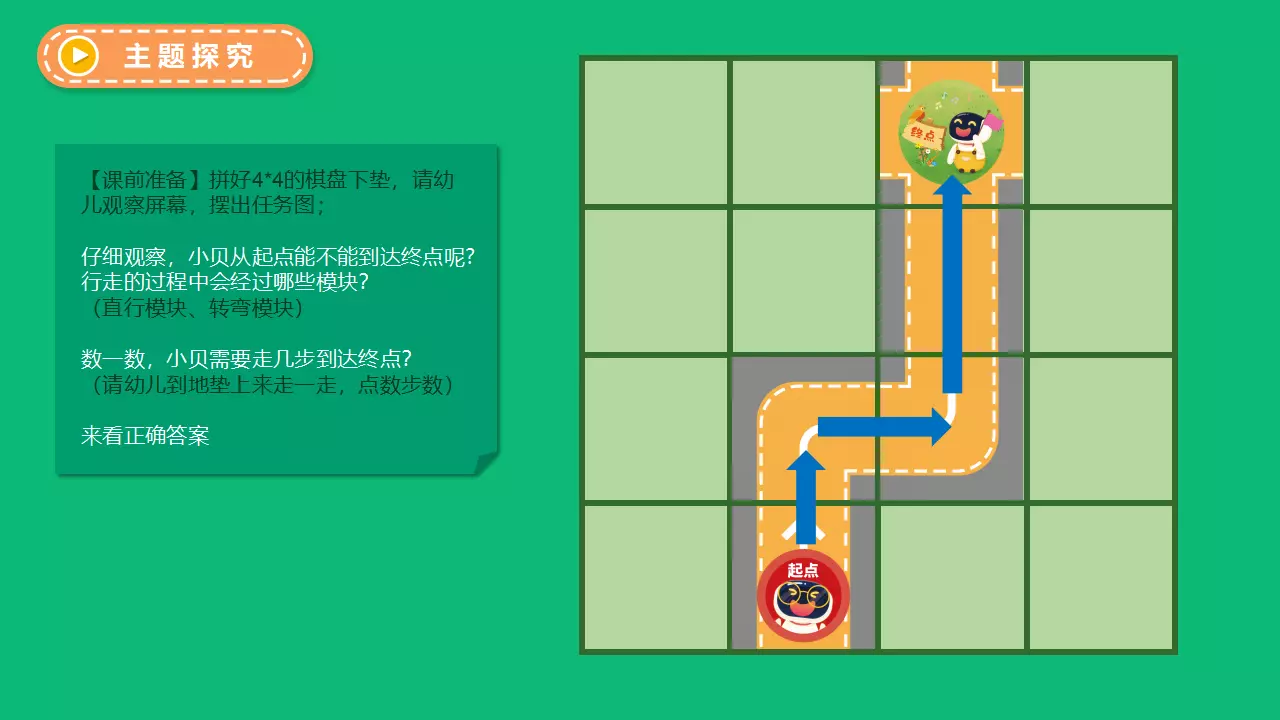 主题探究
【课前准备】拼好4*4的棋盘下垫，请幼
儿观察屏幕，摆出任务图；
仔细观察，小贝从起点能不能到达终点呢？
行走的过程中会经过哪些模块？
（直行模块、转弯模块）
数一数，小贝需要走几步到达终点？
（请幼儿到地垫上来走一走，点数步数）
来看正确答案
终点
起点